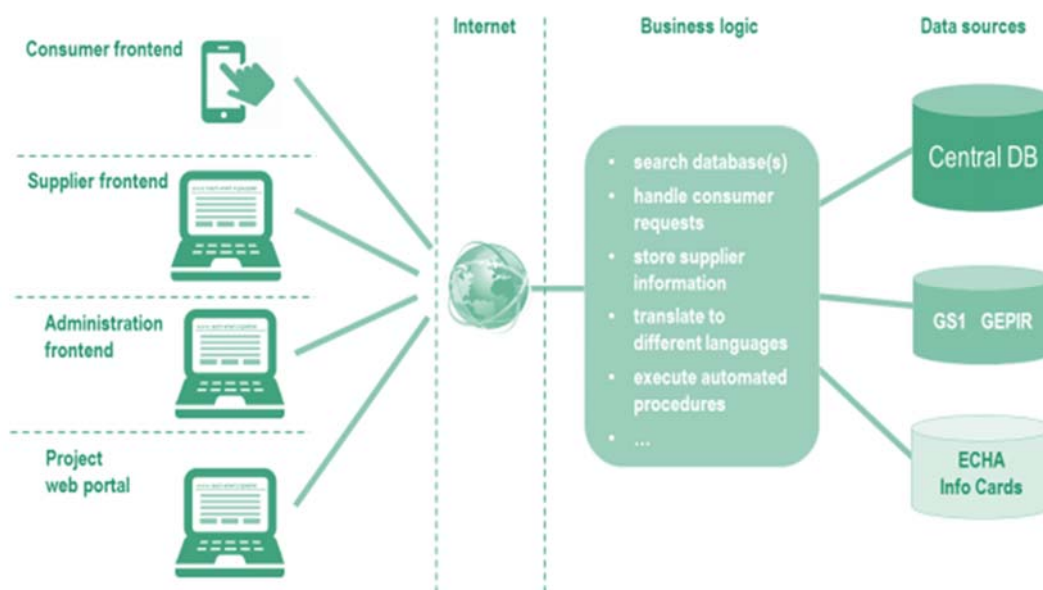 Internet
Business logic
Data sources
Consumer frontend
Supplier frontend
Administration
frontend
Project
web portal
• search database(s)
• handle consumer
requests
• store supplier
information
• translate to
different languages
• execute automated
procedures
• ...
Central DB
GS1 GEPIR
ECHA
Info Cards